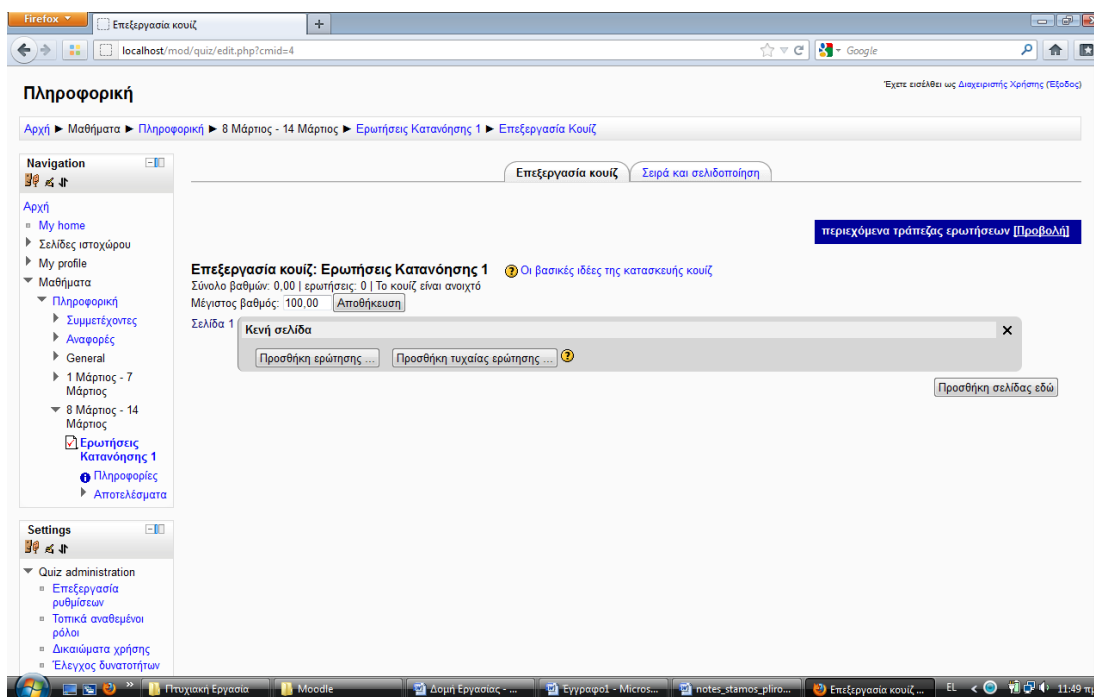 Firefox
Επεξεργασία κουίζ
localhost/mod/quiz/edit.php?cmid=4
Google
Πληροφορική
Έχετε εισέλθει ως Διαχειριστής Χρήστης (Έξοδος)
Αρχή ► Μαθήματα ► Πληροφορική ► 8 Μάρτιος - 14 Μάρτιος ► Ερωτήσεις Κατανόησης 1 ► Επεξεργασία Κουίζ
Navigation
Αρχή
My home
Σελίδες ιστοχώρου
My profile
Μαθήματα
Πληροφορική
Συμμετέχοντες
Αναφορές
General
1 Μάρτιος - 7
Μάρτιος
8 Μάρτιος - 14
Μάρτιος
Ερωτήσεις
Κατανόησης 1
Πληροφορίες
Αποτελέσματα
Settings
Quiz administration
Επεξεργασία
ρυθμίσεων
Τοπικά αναθεμένοι
ρόλοι
Δικαιώματα χρήσης
Έλεγχος δυνατοτήτων
Επεξεργασία κουίζ
Σειρά και σελιδοποίηση
περιεχόμενα τράπεζας ερωτήσεων [Προβολή]
Επεξεργασία κουίζ: Ερωτήσεις Κατανόησης 1
Οι βασικές ιδέες της κατασκευής κουίζ
Σύνολο βαθμών: 0,00 | ερωτήσεις: 0 | Το κουίζ είναι ανοιχτό
Μέγιστος βαθμός: 100,00 Αποθήκευση
Σελίδα 1
Κενή σελίδα
Προσθήκη ερώτησης ...
Προσθήκη τυχαίας ερώτησης ...
Προσθήκη σελίδας εδώ
Πτυχιακή Εργασία
Moodle
Δομή Εργασίας - ...
Έγγραφο1 - Micros...
notes_stamos_pliro...
Επεξεργασία κουίζ ...
EL
11:49 πμ